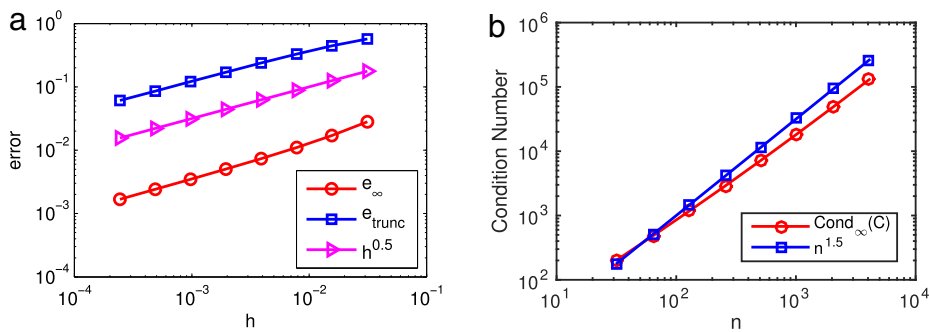 a
10^0
10^-1
10^-2
10^-3
10^-4
error
10^-4
10^-3
10^-2
10^-1
h
e_∞
e_trunc
h^0.5
b
10^6
10^5
10^4
10^3
10^2
Condition Number
10^1
10^2
10^3
10^4
n
Cond_∞(C)
n^1.5